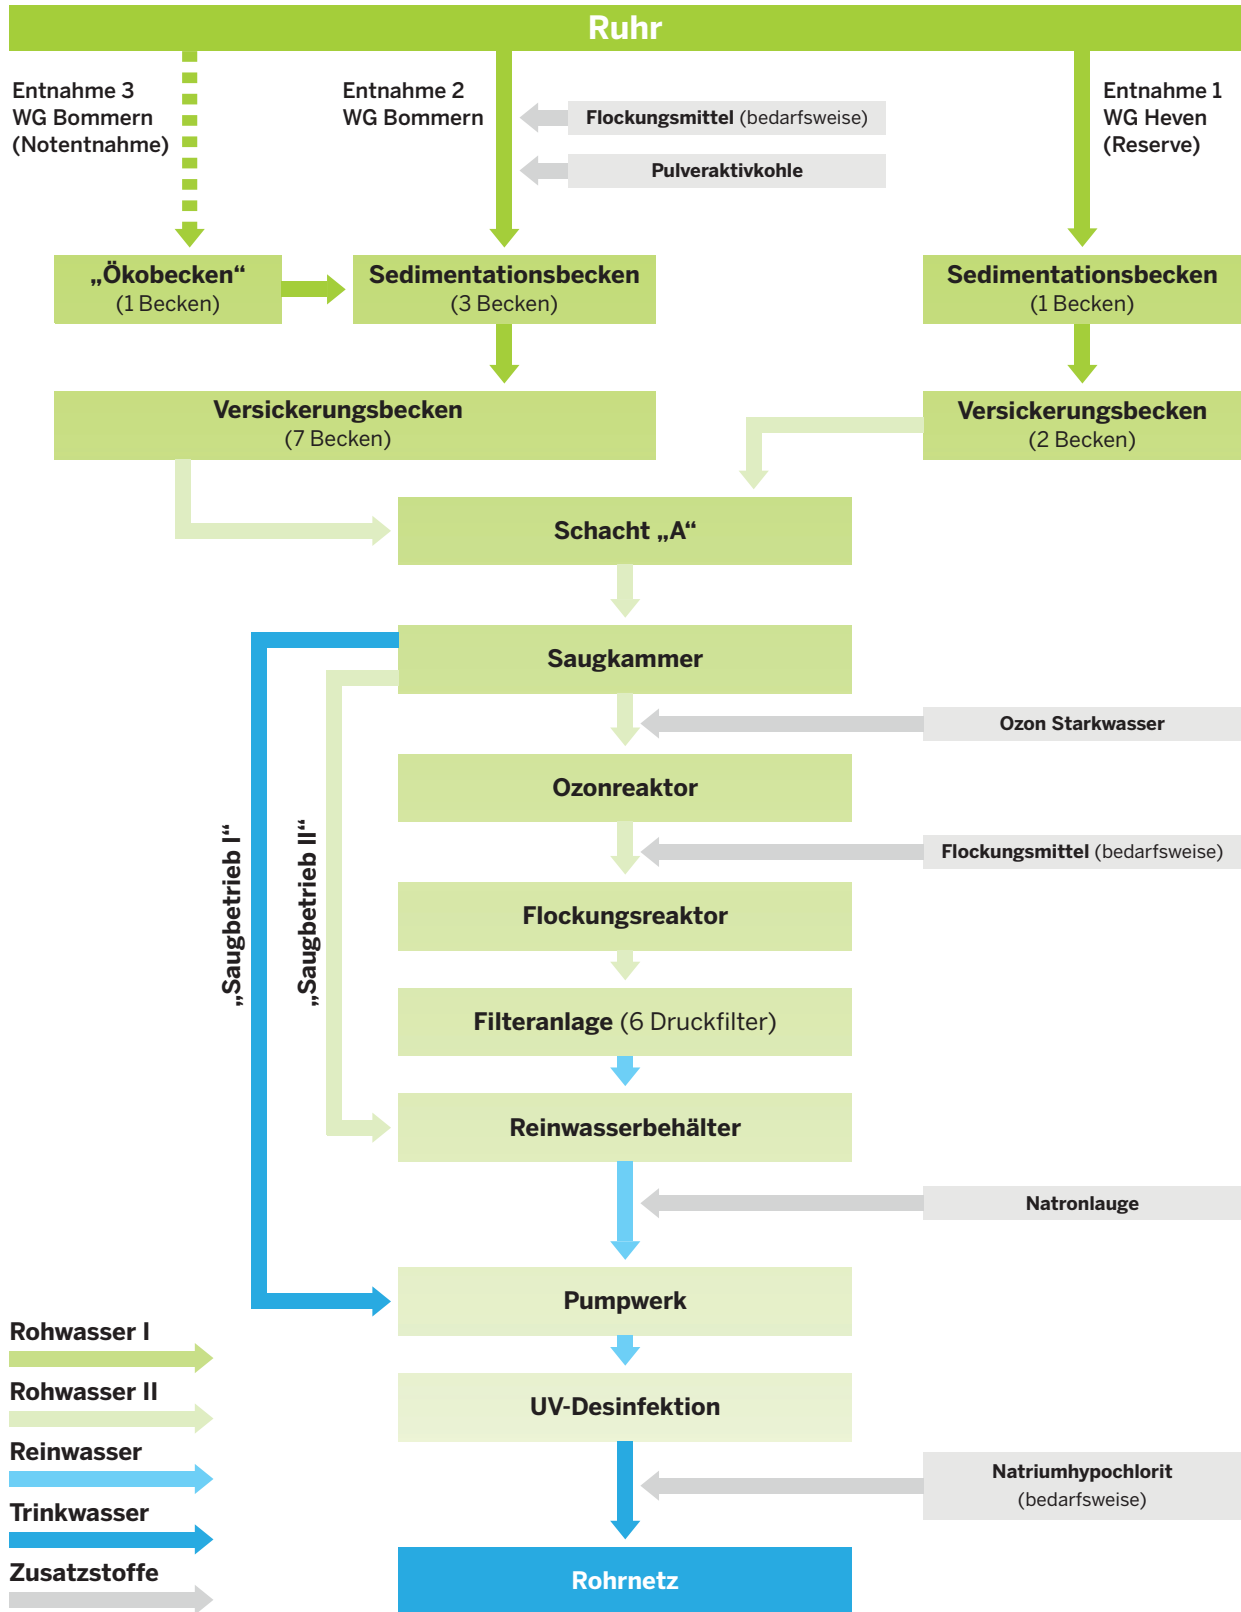 Ruhr
Entnahme 3
WG Bommern
(Notentnahme)
Entnahme 2
WG Bommern
Flockungsmittel (bedarfsweise)
Pulveraktivkohle
Entnahme 1
WG Heven
(Reserve)
„Ökobecken“
(1 Becken)
Sedimentationsbecken
(3 Becken)
Sedimentationsbecken
(1 Becken)
Versickerungsbecken
(7 Becken)
Versickerungsbecken
(2 Becken)
Schacht „A“
Saugkammer
Ozon Starkwasser
Ozonreaktor
„Saugbetrieb I“
„Saugbetrieb II“
Flockungsmittel (bedarfsweise)
Flockungsreaktor
Filteranlage (6 Druckfilter)
Reinwasserbehälter
Natronlauge
Pumpwerk
UV-Desinfektion
Natriumhypochlorit
(bedarfsweise)
Rohrnetz
Rohwasser I
Rohwasser II
Reinwasser
Trinkwasser
Zusatzstoffe